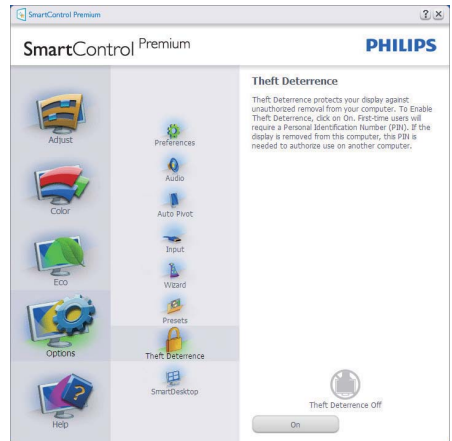 SmartControl Premium
SmartControl Premium
PHILIPS
Adjust
Color
Eco
Options
Help
Preferences
Audio
Auto Pivot
Input
Wizard
Presets
Theft Deterrence
SmartDesktop
Theft Deterrence
Theft Deterrence protects your display against
unauthorized removal from your computer. To Enable
Theft Deterrence, click on On. First-time users will
require a Personal Identification Number (PIN). If the
display is removed from this computer, this PIN is
needed to authorize use on another computer.
Theft Deterrence Off
On